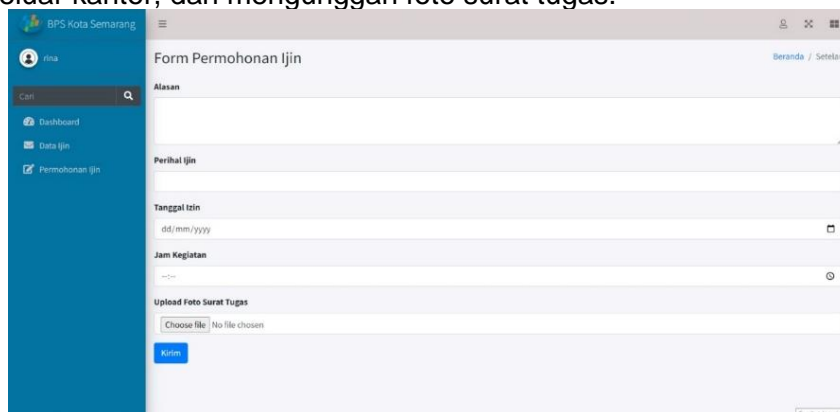 eluar kantor, dan mengunggah foto surat tugas.
BPS Kota Semarang
rina
Form Permohonan Ijin
Beranda / Setela
Cari
Alasan
Dashboard
Data Ijin
Permohonan Ijin
Perihal Ijin
Tanggal Izin
dd/mm/yyyy
Jam Kegiatan
--:--
Upload Foto Surat Tugas
Choose file No file chosen
Kirim